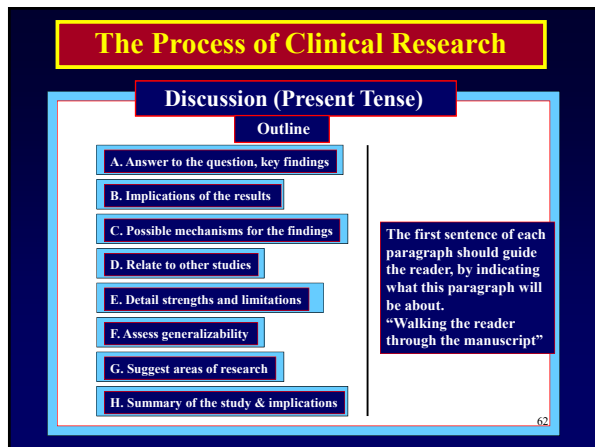 The Process of Clinical Research
Discussion (Present Tense)
Outline
A. Answer to the question, key findings
B. Implications of the results
C. Possible mechanisms for the findings
D. Relate to other studies
E. Detail strengths and limitations
F. Assess generalizability
G. Suggest areas of research
H. Summary of the study & implications
The first sentence of each
paragraph should guide
the reader, by indicating
what this paragraph will
be about.
“Walking the reader
through the manuscript”
62